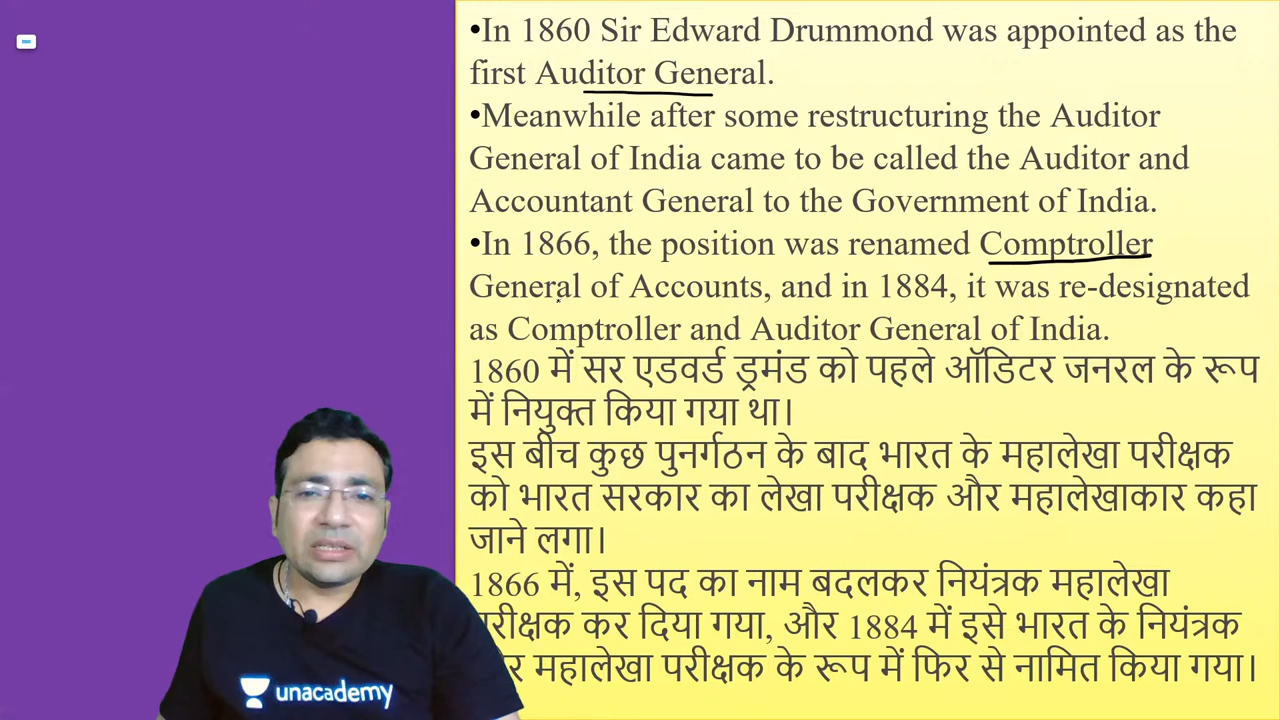 •In 1860 Sir Edward Drummond was appointed as the
first Auditor General.
•Meanwhile after some restructuring the Auditor
General of India came to be called the Auditor and
Accountant General to the Government of India.
•In 1866, the position was renamed Comptroller
General of Accounts, and in 1884, it was re-designated
as Comptroller and Auditor General of India.
1860 में सर एडवर्ड ड्रमंड को पहले ऑडिटर जनरल के रूप
में नियुक्त किया गया था।
इस बीच कुछ पुनर्गठन के बाद भारत के महालेखा परीक्षक
को भारत सरकार का लेखा परीक्षक और महालेखाकार कहा
जाने लगा।
1866 में, इस पद का नाम बदलकर नियंत्रक महालेखा
कर दिया गया, और 1884 में इसे भारत के नियंत्रक
महालेखा परीक्षक के रूप में फिर से नामित किया गया।
unacademy